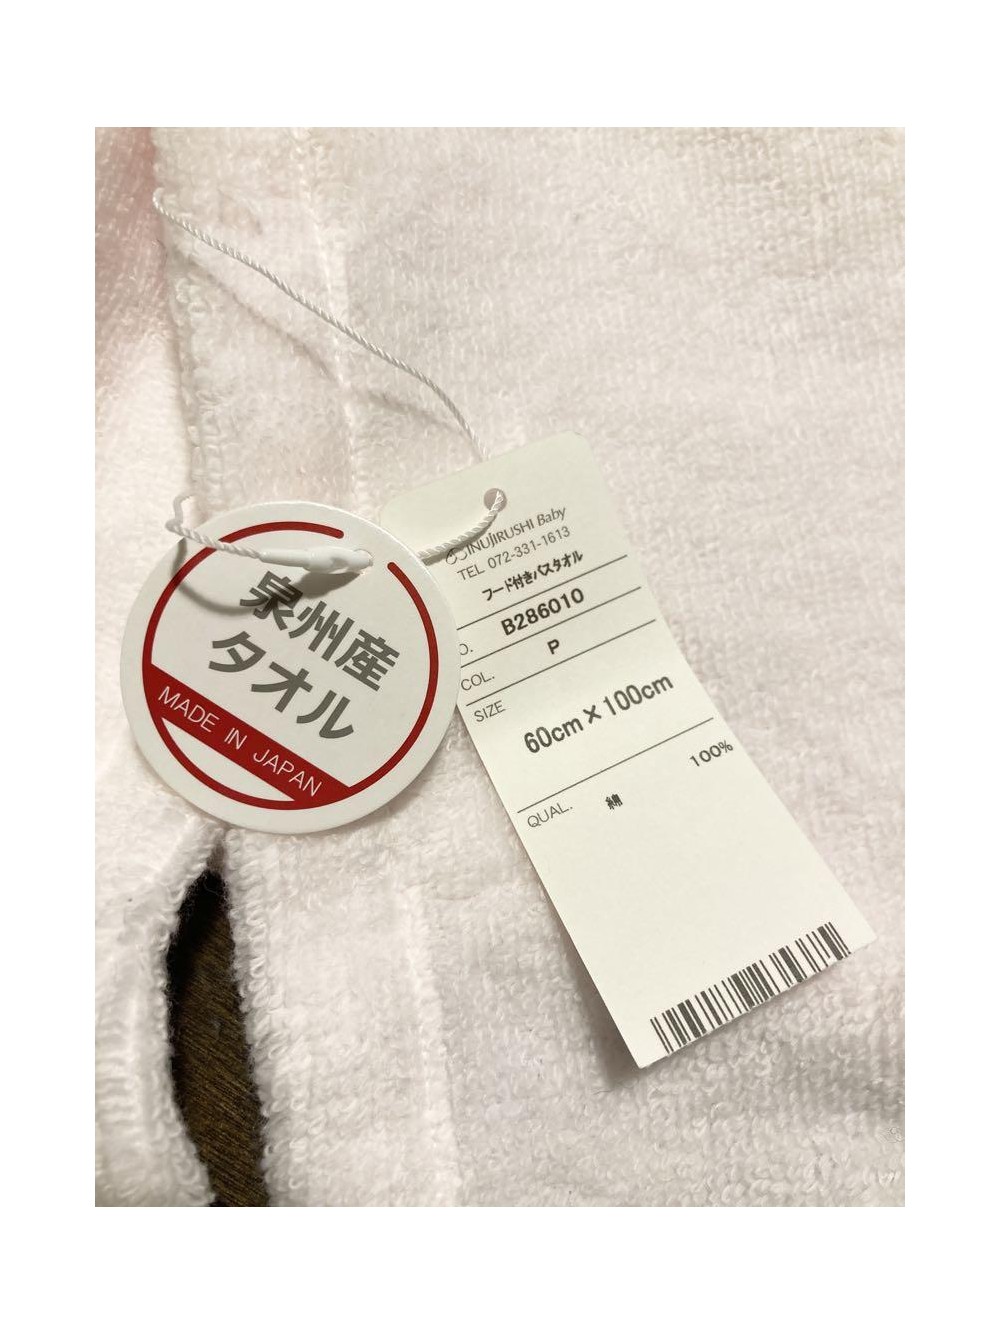 泉州産
タオル
MADE IN JAPAN
INUJIRUSHI Baby
TEL 072-331-1613
フード付きバスタオル
O. B286010
COL. P
SIZE
60cm×100cm
QUAL. 綿 100%